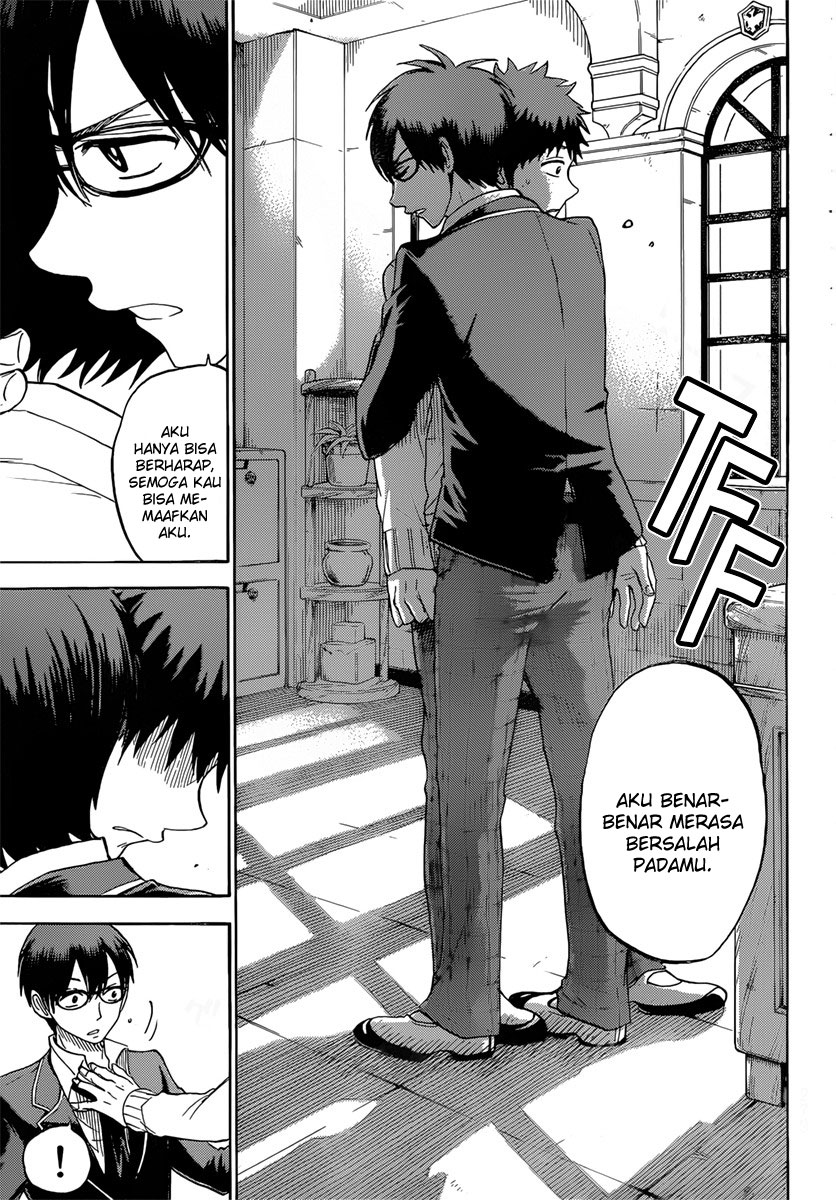 TFF
AKU BENAR-
BENAR MERASA
BERSALAH
PADAMU.
AKU
HANYA BISA
BERHARAP,
SEMOGA KAU
BISA ME-
MAAFKAN
AKU.
!